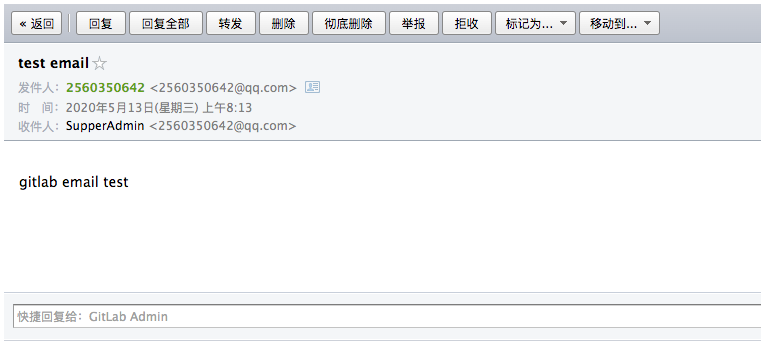 « 返回 回复 回复全部 转发 删除 彻底删除 举报 拒收 标记为... 移动到...
test email
发件人：2560350642 <2560350642@qq.com>
时　间：2020年5月13日(星期三) 上午8:13
收件人：SupperAdmin <2560350642@qq.com>
gitlab email test
快捷回复给：GitLab Admin